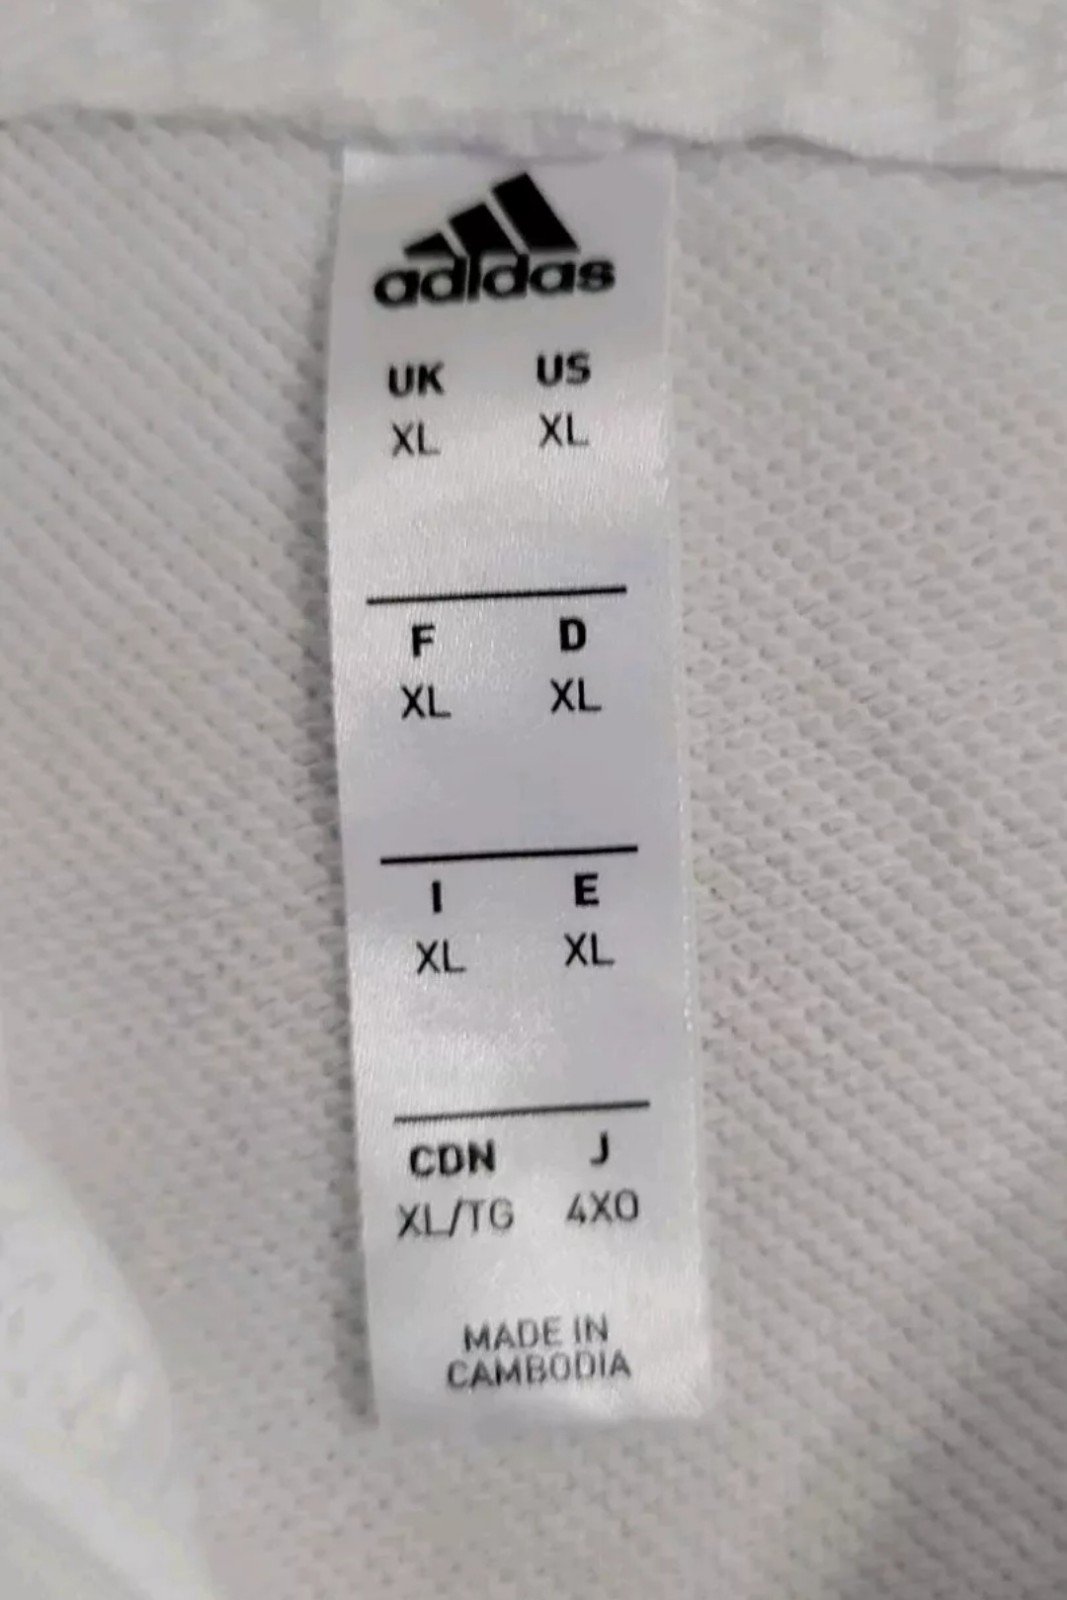 adidas
UK US
XL XL
F D
XL XL
I E
XL XL
CDN J
XL/TG 4XO
MADE IN
CAMBODIA